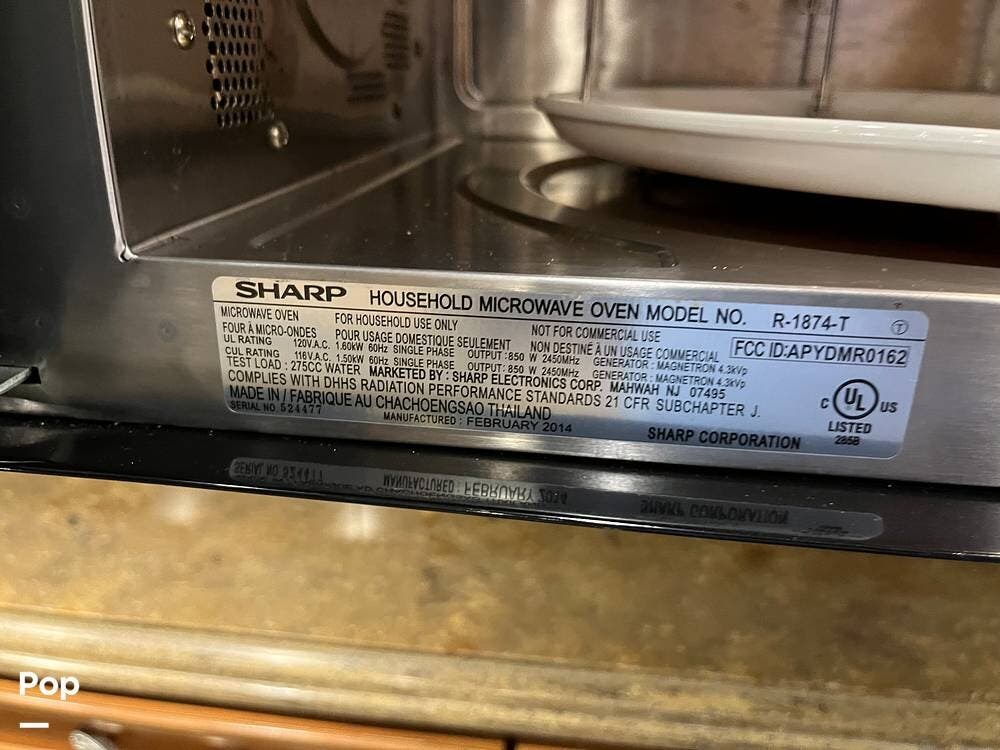 SHARP HOUSEHOLD MICROWAVE OVEN MODEL NO. R-1874-T T
MICROWAVE OVEN FOR HOUSEHOLD USE ONLY NOT FOR COMMERCIAL USE
FOUR À MICRO-ONDES POUR USAGE DOMESTIQUE SEULEMENT NON DESTINÉ À UN USAGE COMMERCIAL
FCC ID:APYDMR0162
UL RATING 120V.A.C. 1.60kW 60Hz SINGLE PHASE OUTPUT:850 W 2450MHz GENERATOR : MAGNETRON 4.3kVp
CUL RATING 116V.A.C. 1.50kW 60Hz SINGLE PHASE OUTPUT:850 W 2450MHz GENERATOR : MAGNETRON 4.3kVp
TEST LOAD : 275CC WATER MARKETED BY : SHARP ELECTRONICS CORP. MAHWAH NJ 07495
COMPLIES WITH DHHS RADIATION PERFORMANCE STANDARDS 21 CFR SUBCHAPTER J.
MADE IN / FABRIQUE AU CHACHOENGSAO THAILAND
SERIAL NO. 524477 MANUFACTURED : FEBRUARY 2014
SHARP CORPORATION
C UL US
LISTED
285B
Pop